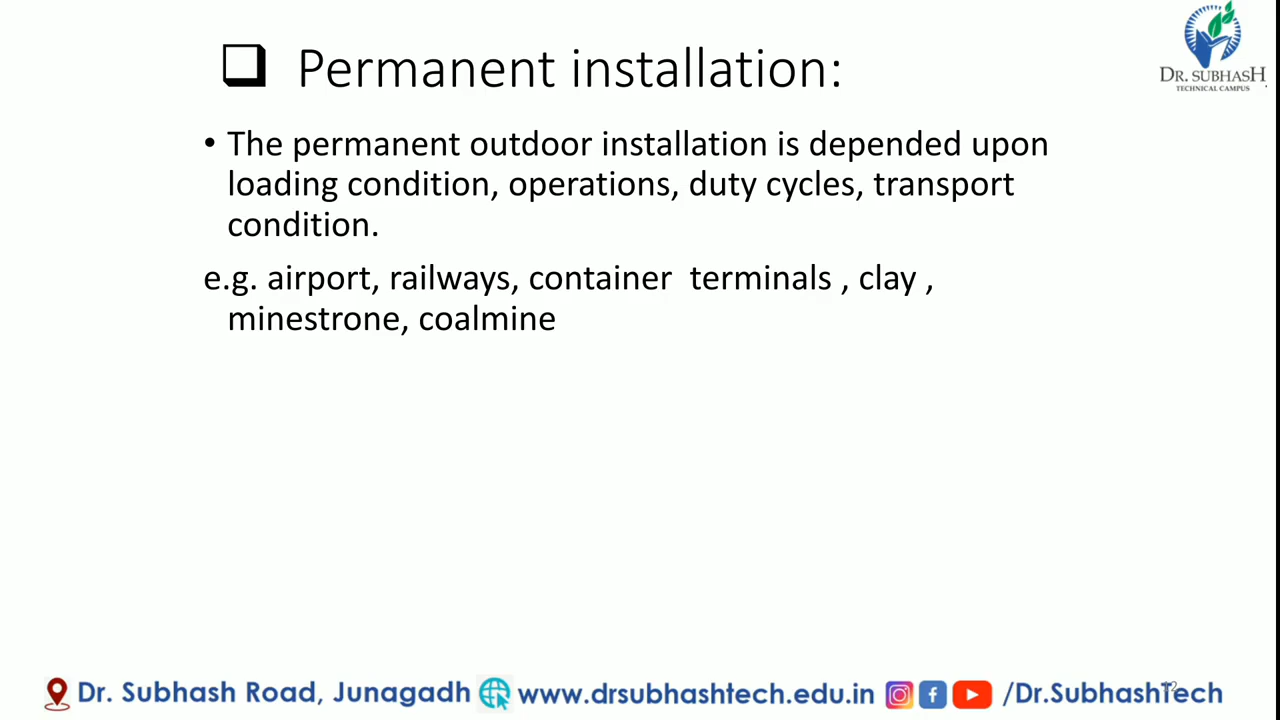 DR. SUBHASH
TECHNICAL CAMPUS
Permanent installation:
• The permanent outdoor installation is depended upon
loading condition, operations, duty cycles, transport
condition.
e.g. airport, railways, container terminals , clay ,
minestrone, coalmine
Dr. Subhash Road, Junagadh www.drsubhashtech.edu.in /Dr.SubhashTech
12